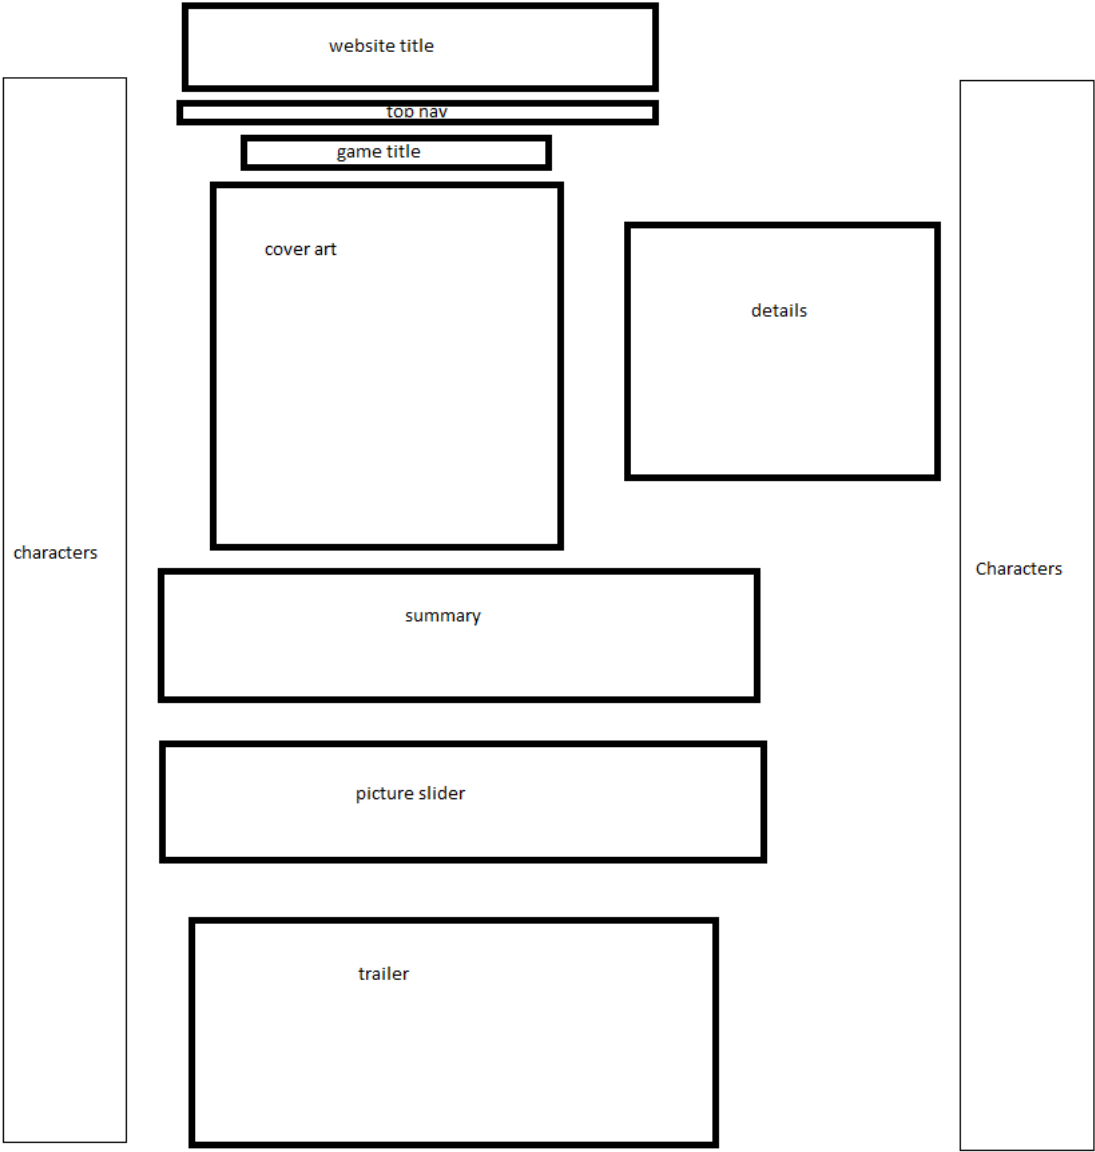 website title
top nav
game title
cover art
details
characters
Characters
summary
picture slider
trailer